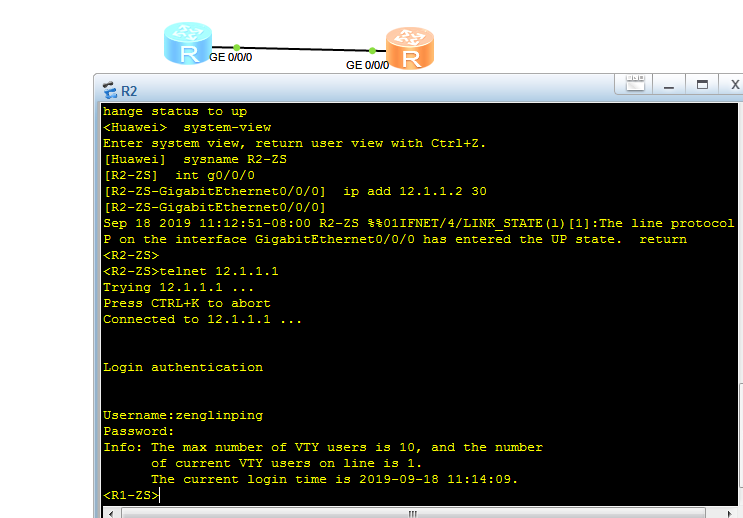 R
R
GE 0/0/0
GE 0/0/0
R2
X
hange status to up
<Huawei>  system-view
Enter system view, return user view with Ctrl+Z.
[Huawei]  sysname R2-ZS
[R2-ZS]  int g0/0/0
[R2-ZS-GigabitEthernet0/0/0]  ip add 12.1.1.2 30
[R2-ZS-GigabitEthernet0/0/0]
Sep 18 2019 11:12:51-08:00 R2-ZS %%01IFNET/4/LINK_STATE(l)[1]:The line protocol
P on the interface GigabitEthernet0/0/0 has entered the UP state.  return
<R2-ZS>
<R2-ZS>telnet 12.1.1.1
Trying 12.1.1.1 ...
Press CTRL+K to abort
Connected to 12.1.1.1 ...
Login authentication
Username:zenglinping
Password:
Info: The max number of VTY users is 10, and the number
of current VTY users on line is 1.
The current login time is 2019-09-18 11:14:09.
<R1-ZS>